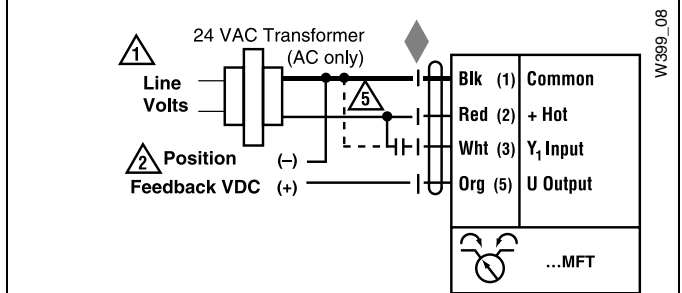 24 VAC Transformer
(AC only)
1
Line
Volts
5
2 Position (–)
Feedback VDC (+)
Blk (1) Common
Red (2) + Hot
Wht (3) Y₁ Input
Org (5) U Output
...MFT
W399_08